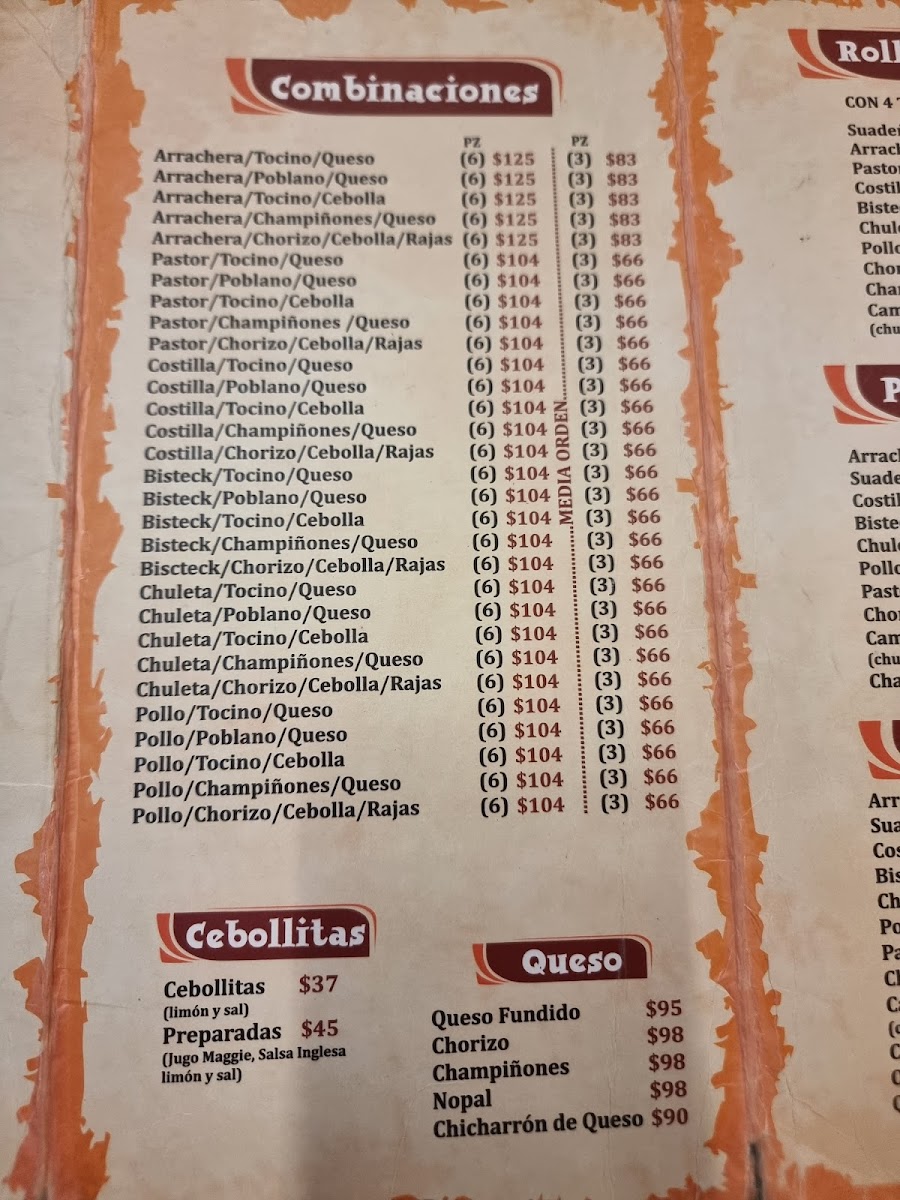 Combinaciones
PZ PZ
Arrachera/Tocino/Queso (6) $125 (3) $83
Arrachera/Poblano/Queso (6) $125 (3) $83
Arrachera/Tocino/Cebolla (6) $125 (3) $83
Arrachera/Champiñones/Queso (6) $125 (3) $83
Arrachera/Chorizo/Cebolla/Rajas (6) $125 (3) $83
Pastor/Tocino/Queso (6) $104 (3) $66
Pastor/Poblano/Queso (6) $104 (3) $66
Pastor/Tocino/Cebolla (6) $104 (3) $66
Pastor/Champiñones /Queso (6) $104 (3) $66
Pastor/Chorizo/Cebolla/Rajas (6) $104 (3) $66
Costilla/Tocino/Queso (6) $104 (3) $66
Costilla/Poblano/Queso (6) $104 (3) $66
Costilla/Tocino/Cebolla (6) $104 (3) $66
Costilla/Champiñones/Queso (6) $104 (3) $66
Costilla/Chorizo/Cebolla/Rajas (6) $104 (3) $66
Bisteck/Tocino/Queso (6) $104 (3) $66
Bisteck/Poblano/Queso (6) $104 (3) $66
Bisteck/Tocino/Cebolla (6) $104 (3) $66
Bisteck/Champiñones/Queso (6) $104 (3) $66
Biscteck/Chorizo/Cebolla/Rajas (6) $104 (3) $66
Chuleta/Tocino/Queso (6) $104 (3) $66
Chuleta/Poblano/Queso (6) $104 (3) $66
Chuleta/Tocino/Cebolla (6) $104 (3) $66
Chuleta/Champiñones/Queso (6) $104 (3) $66
Chuleta/Chorizo/Cebolla/Rajas (6) $104 (3) $66
Pollo/Tocino/Queso (6) $104 (3) $66
Pollo/Poblano/Queso (6) $104 (3) $66
Pollo/Tocino/Cebolla (6) $104 (3) $66
Pollo/Champiñones/Queso (6) $104 (3) $66
Pollo/Chorizo/Cebolla/Rajas (6) $104 (3) $66
MEDIA ORDEN
Cebollitas
Cebollitas $37
(limón y sal)
Preparadas $45
(Jugo Maggie, Salsa Inglesa
limón y sal)
Queso
Queso Fundido $95
Chorizo $98
Champiñones $98
Nopal $98
Chicharrón de Queso $90
CON 4